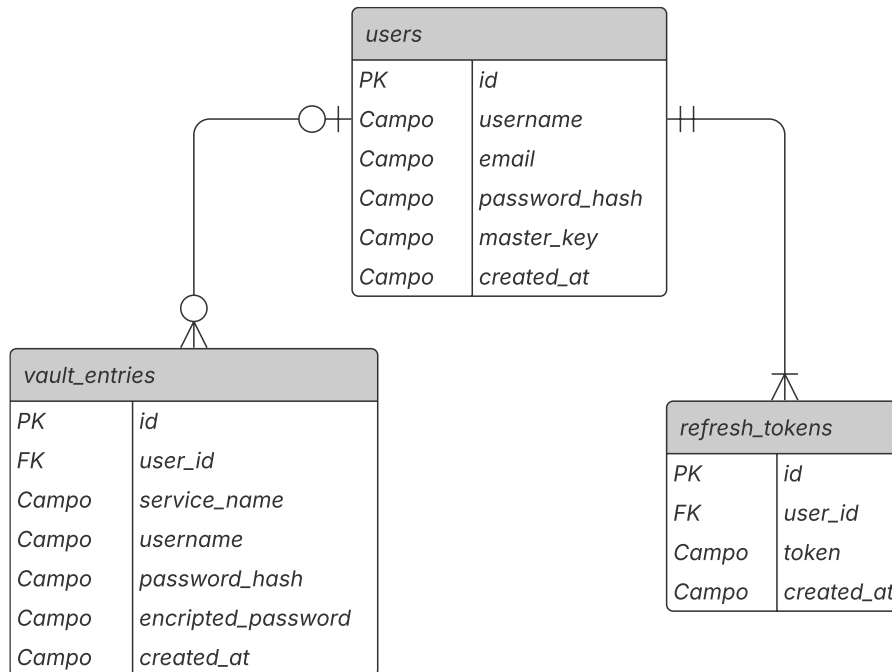 users
PK id
Campo username
Campo email
Campo password_hash
Campo master_key
Campo created_at
vault_entries
PK id
FK user_id
Campo service_name
Campo username
Campo password_hash
Campo encripted_password
Campo created_at
refresh_tokens
PK id
FK user_id
Campo token
Campo created_at